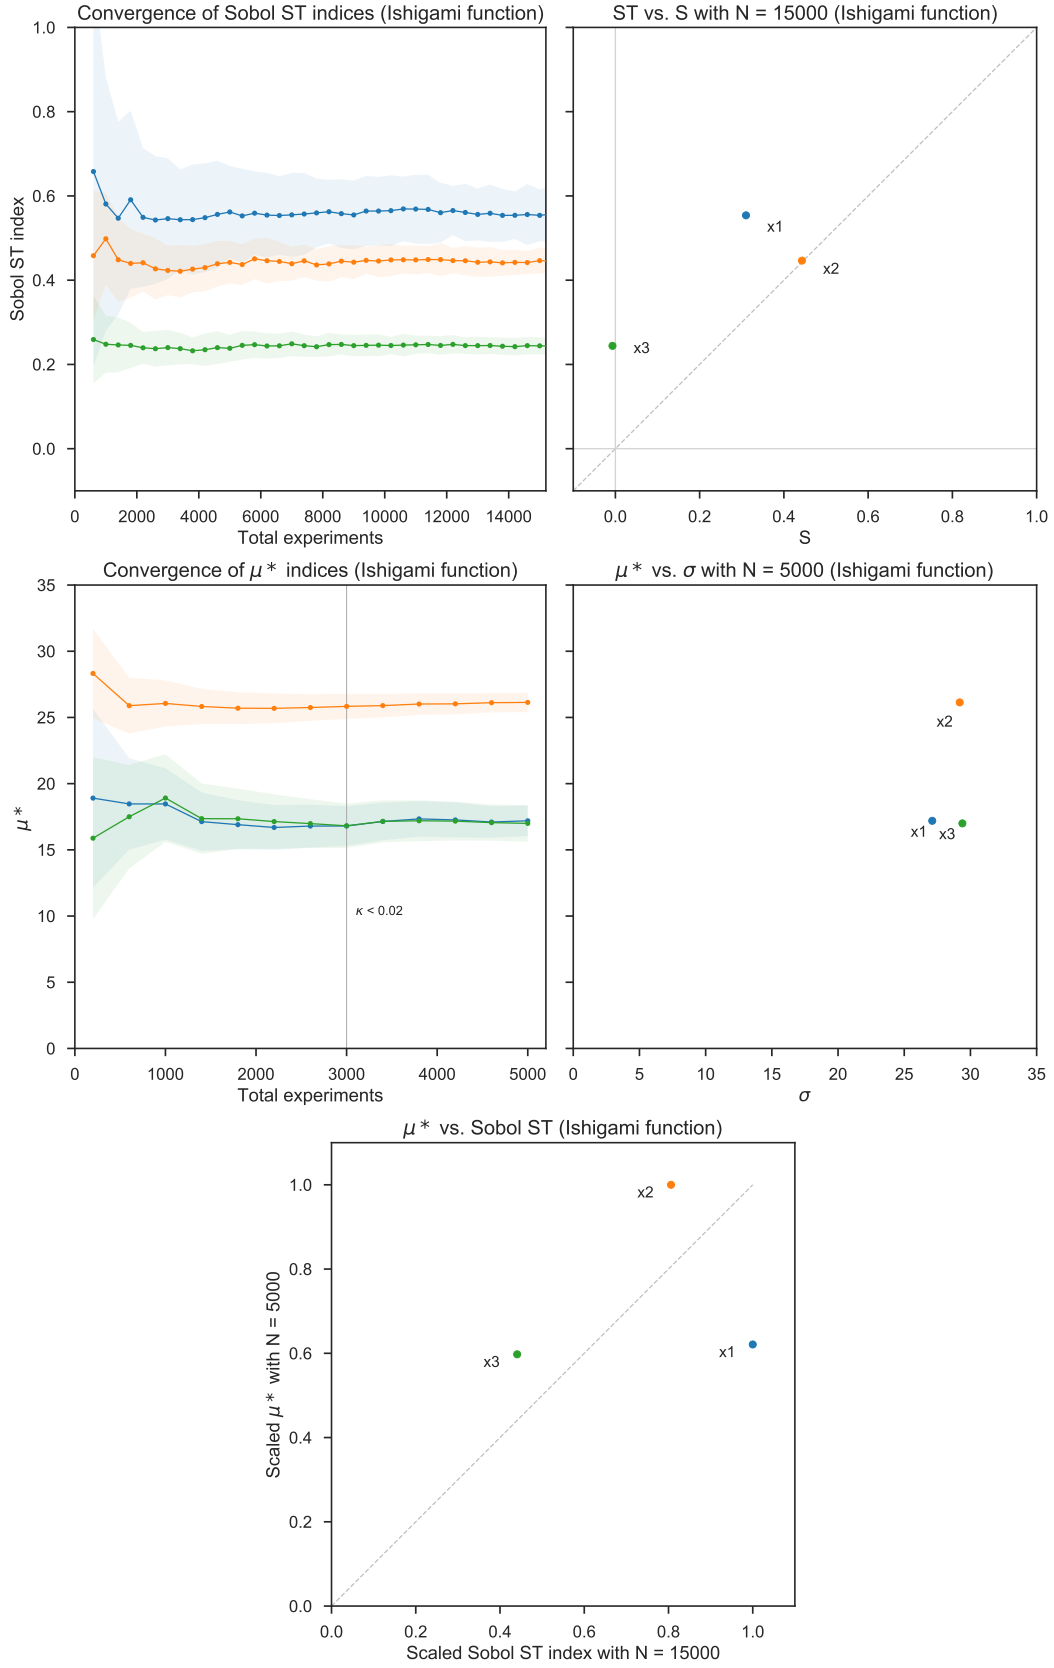 Convergence of Sobol ST indices (Ishigami function)
1.0
0.8
0.6
0.4
0.2
0.0
Sobol ST index
0 2000 4000 6000 8000 10000 12000 14000
Total experiments
ST vs. S with N = 15000 (Ishigami function)
x1
x2
x3
0.0 0.2 0.4 0.6 0.8 1.0
S
Convergence of μ* indices (Ishigami function)
35
30
25
20
15
10
5
0
μ*
κ < 0.02
0 1000 2000 3000 4000 5000
Total experiments
μ* vs. σ with N = 5000 (Ishigami function)
x2
x1 x3
0 5 10 15 20 25 30 35
σ
μ* vs. Sobol ST (Ishigami function)
1.0
0.8
0.6
0.4
0.2
0.0
Scaled μ* with N = 5000
x2
x1
x3
0.0 0.2 0.4 0.6 0.8 1.0
Scaled Sobol ST index with N = 15000